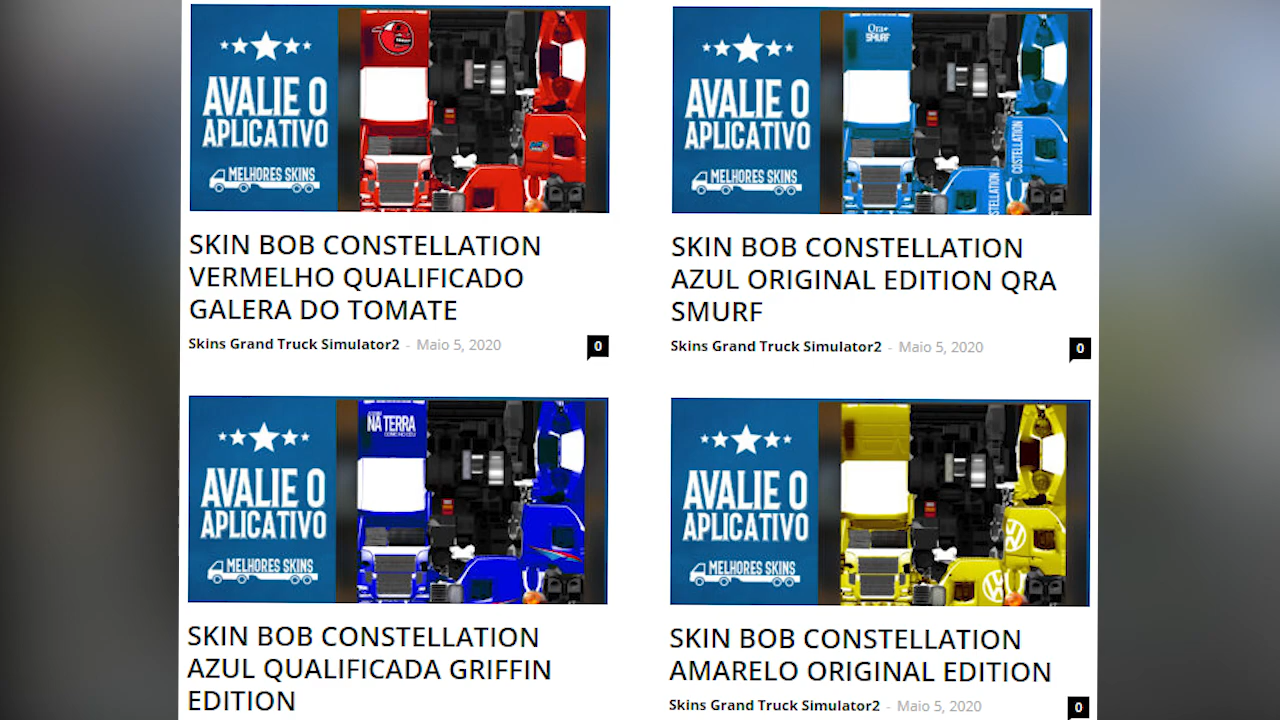 AVALIE O
APLICATIVO
MELHORES SKINS
SKIN BOB CONSTELLATION
VERMELHO QUALIFICADO
GALERA DO TOMATE
Skins Grand Truck Simulator2 - Maio 5, 2020
0
AVALIE O
APLICATIVO
MELHORES SKINS
Qra
SMURF
COSTELLATION
STELLATION
SKIN BOB CONSTELLATION
AZUL ORIGINAL EDITION QRA
SMURF
Skins Grand Truck Simulator2 - Maio 5, 2020
0
AVALIE O
APLICATIVO
MELHORES SKINS
NA TERRA
SKIN BOB CONSTELLATION
AZUL QUALIFICADA GRIFFIN
EDITION
AVALIE O
APLICATIVO
MELHORES SKINS
SKIN BOB CONSTELLATION
AMARELO ORIGINAL EDITION
Skins Grand Truck Simulator2 - Maio 5, 2020
0